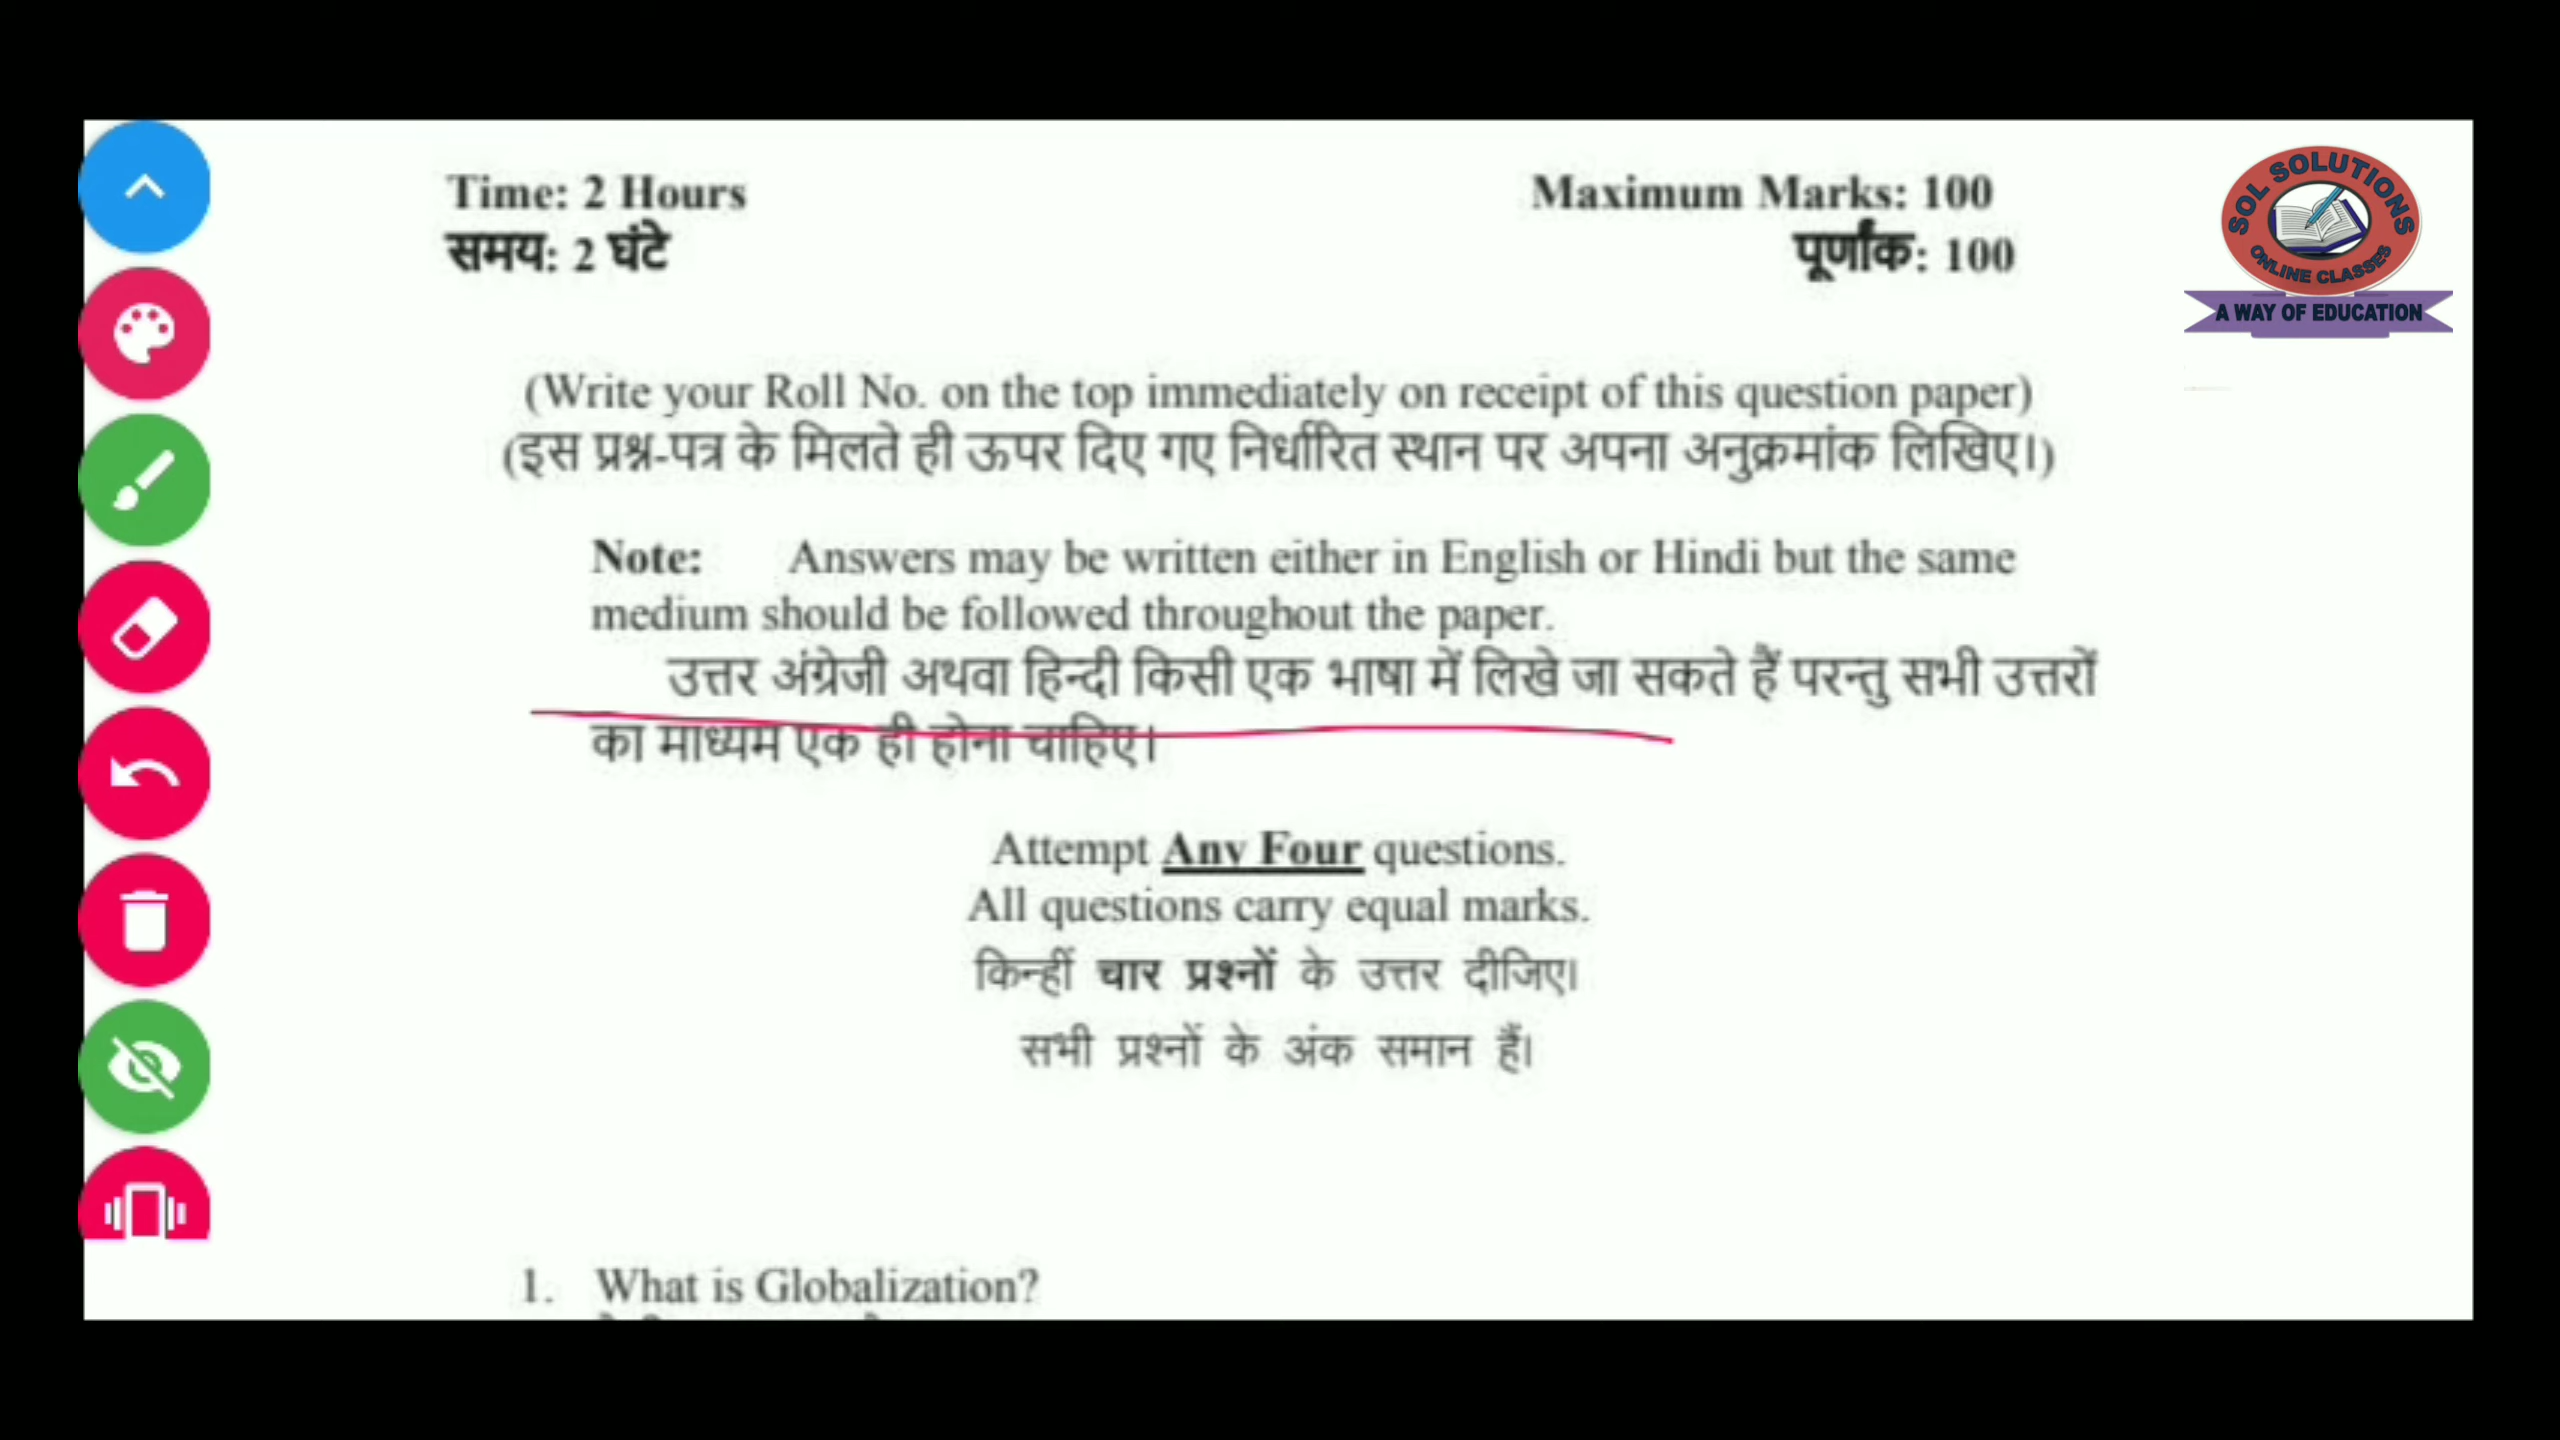 Time: 2 Hours
Maximum Marks: 100
समय: 2 घंटे
पूर्णांक: 100
SOL SOLUTIONS
ONLINE CLASSES
A WAY OF EDUCATION
(Write your Roll No. on the top immediately on receipt of this question paper)
(इस प्रश्न-पत्र के मिलते ही ऊपर दिए गए निर्धारित स्थान पर अपना अनुक्रमांक लिखिए।)
Note: Answers may be written either in English or Hindi but the same
medium should be followed throughout the paper.
उत्तर अंग्रेजी अथवा हिन्दी किसी एक भाषा में लिखे जा सकते हैं परन्तु सभी उत्तरों
का माध्यम एक ही होना चाहिए।
Attempt Any Four questions.
All questions carry equal marks.
किन्हीं चार प्रश्नों के उत्तर दीजिए।
सभी प्रश्नों के अंक समान हैं।
1. What is Globalization?